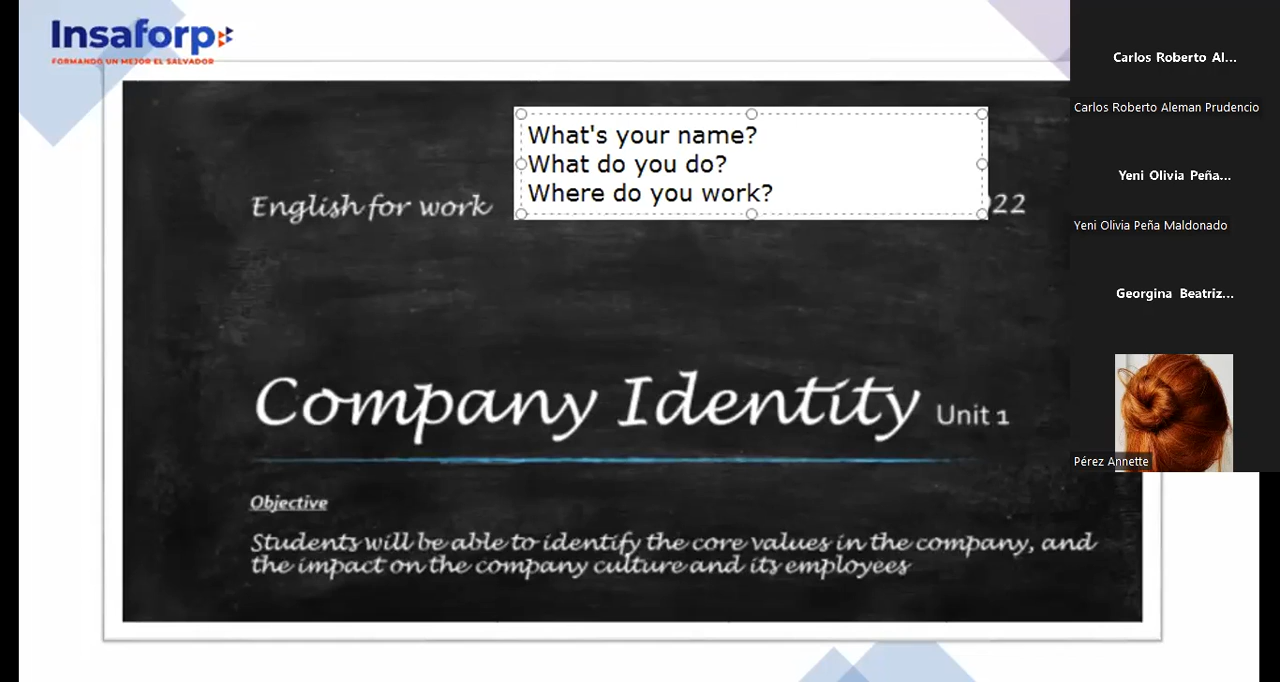 Insaforp
FORMANDO UN MEJOR EL SALVADOR
What's your name?
What do you do?
Where do you work?
English for work
22
Company Identity Unit 1
Objective
Students will be able to identify the core values in the company, and
the impact on the company culture and its employees
Carlos Roberto Al...
Carlos Roberto Aleman Prudencio
Yeni Olivia Peña...
Yeni Olivia Peña Maldonado
Georgina Beatriz...
Pérez Annette